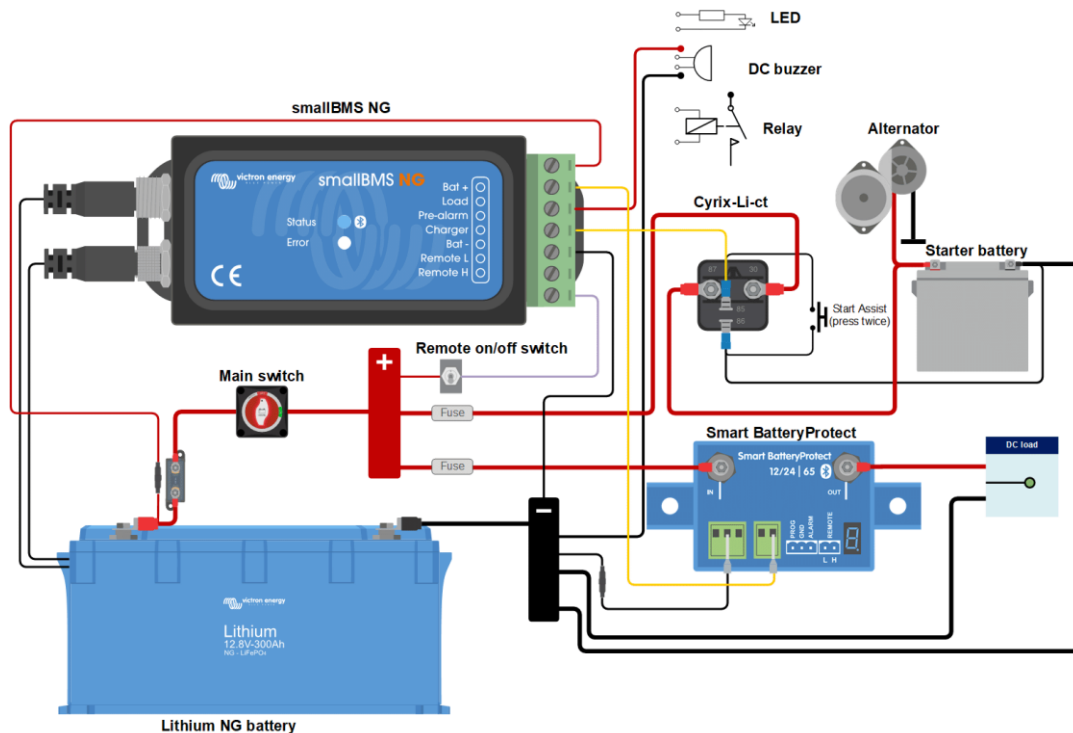 LED
DC buzzer
Relay
smallBMS NG
victron energy
BLUE POWER
smallBMS NG
Status
Error
CE
Bat +
Load
Pre-alarm
Charger
Bat -
Remote L
Remote H
Alternator
Cyrix-Li-ct
87
30
85
86
Start Assist
(press twice)
Starter battery
Remote on/off switch
Main switch
+
Fuse
Fuse
Smart BatteryProtect
Smart BatteryProtect
12/24 | 65
IN
OUT
PROG
GND
ALARM
REMOTE
L H
DC load
-
victron energy
Lithium
12.8V-300Ah
NG - LiFePO4
Lithium NG battery